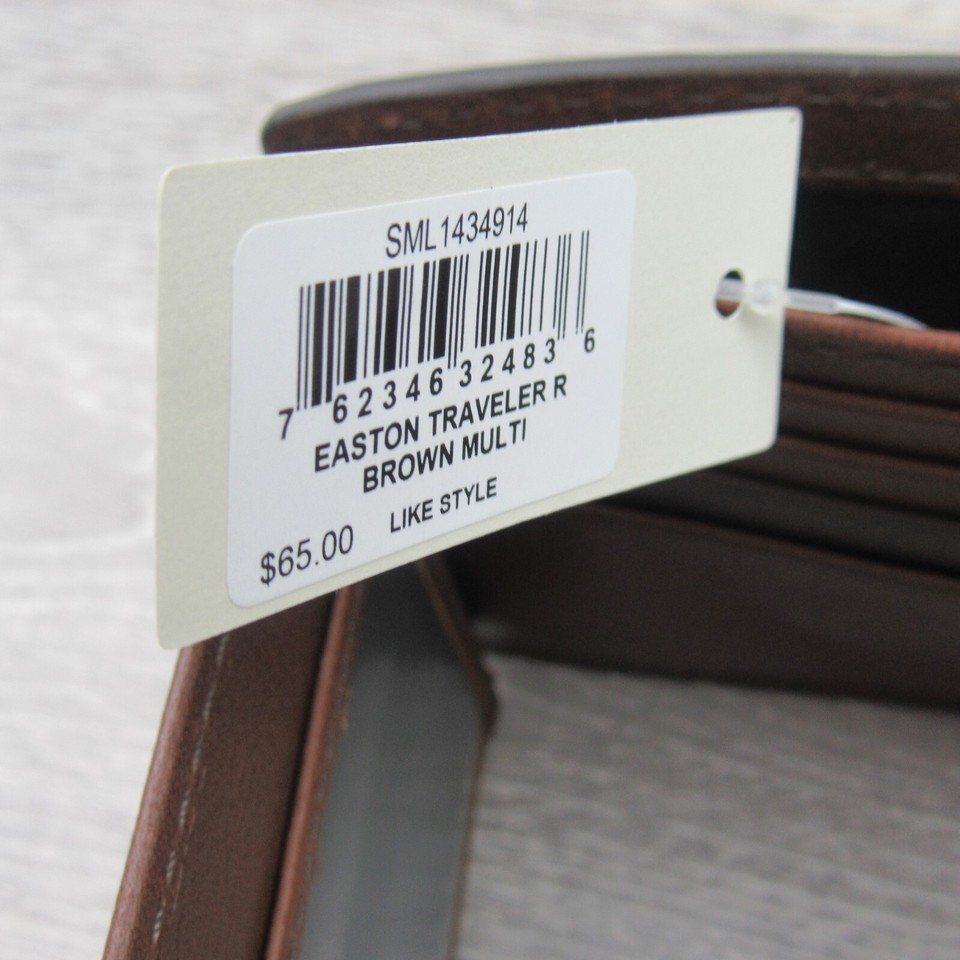 SML1434914
7 62346 32483 6
EASTON TRAVELER R
BROWN MULTI
LIKE STYLE
$65.00